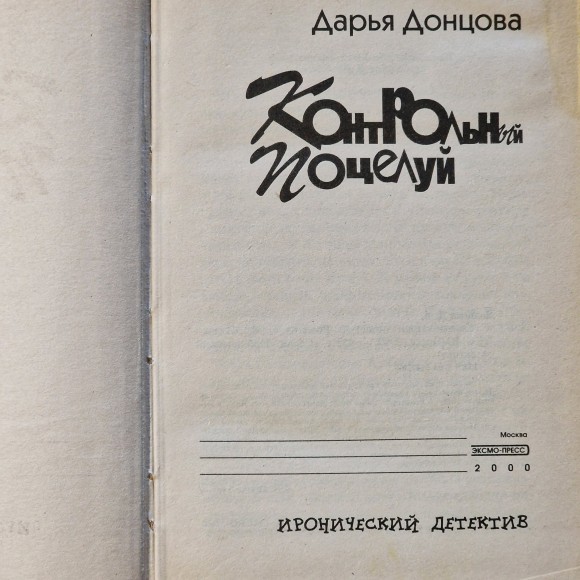 Дарья Донцова
Контрольный
Поцелуй
Москва
ЭКСМО-ПРЕСС
2000
ИРОНИЧЕСКИЙ ДЕТЕКТИВ